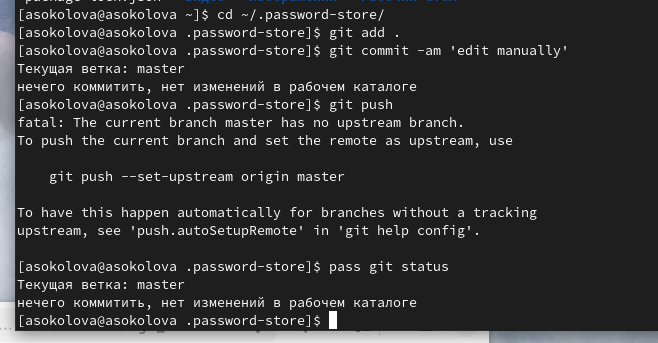 [asokolova@asokolova ~]$ cd ~/.password-store/
[asokolova@asokolova .password-store]$ git add .
[asokolova@asokolova .password-store]$ git commit -am 'edit manually'
Текущая ветка: master
нечего коммитить, нет изменений в рабочем каталоге
[asokolova@asokolova .password-store]$ git push
fatal: The current branch master has no upstream branch.
To push the current branch and set the remote as upstream, use
git push --set-upstream origin master
To have this happen automatically for branches without a tracking
upstream, see 'push.autoSetupRemote' in 'git help config'.
[asokolova@asokolova .password-store]$ pass git status
Текущая ветка: master
нечего коммитить, нет изменений в рабочем каталоге
[asokolova@asokolova .password-store]$